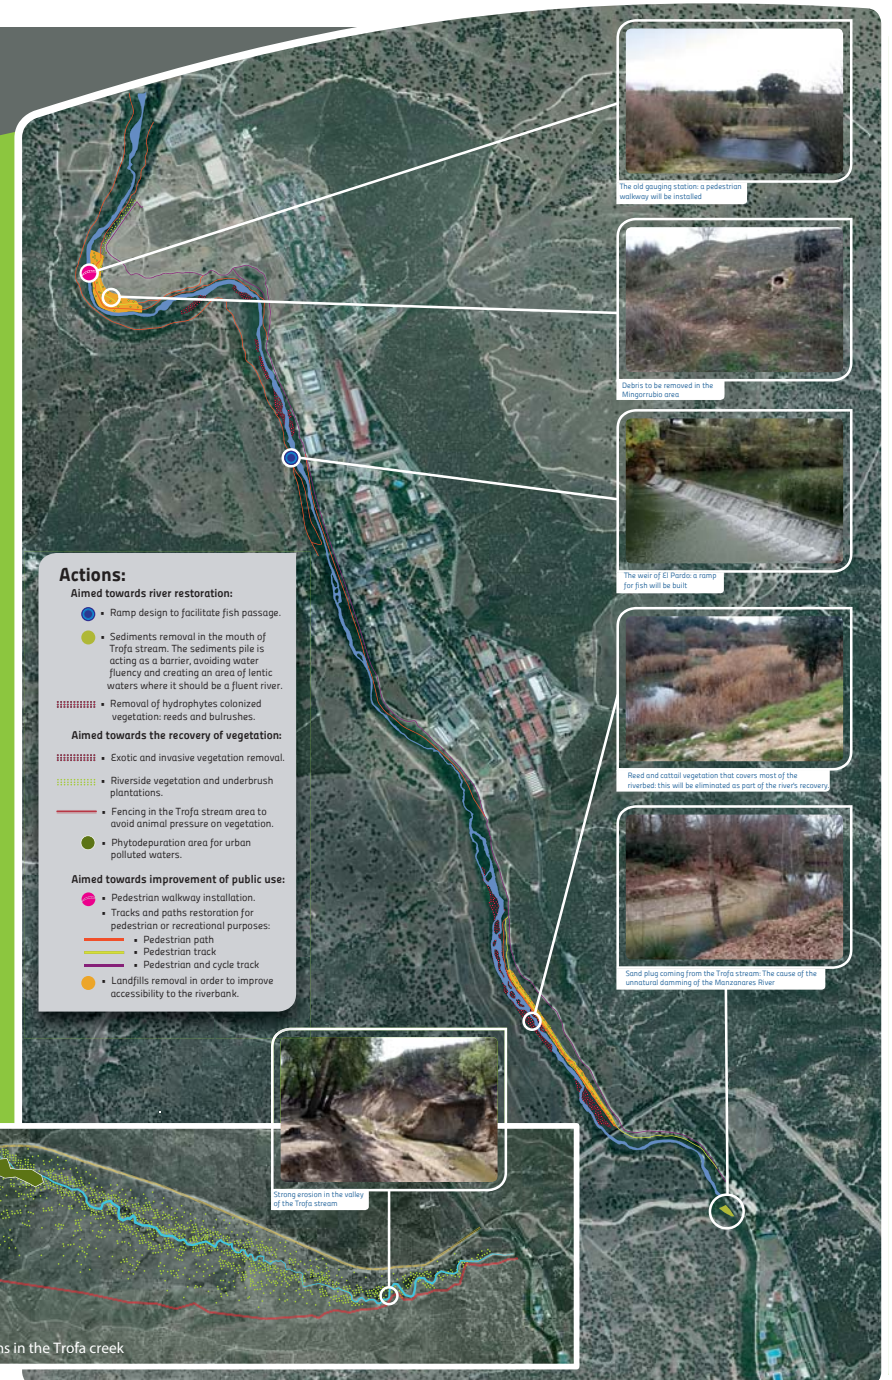 The old gauging station: a pedestrian
walkway will be installed
Debris to be removed in the
Mingorrubio area
The weir of El Pardo: a ramp
for fish will be built
Reed and cattail vegetation that covers most of the
riverbed: this will be eliminated as part of the river's recovery.
Sand plug coming from the Trofa stream: The cause of the
unnatural damming of the Manzanares River
Actions:
Aimed towards river restoration:
▪ Ramp design to facilitate fish passage.
▪ Sediments removal in the mouth of
Trofa stream. The sediments pile is
acting as a barrier, avoiding water
fluency and creating an area of lentic
waters where it should be a fluent river.
▪ Removal of hydrophytes colonized
vegetation: reeds and bulrushes.
Aimed towards the recovery of vegetation:
▪ Exotic and invasive vegetation removal.
▪ Riverside vegetation and underbrush
plantations.
▪ Fencing in the Trofa stream area to
avoid animal pressure on vegetation.
▪ Phytodepuration area for urban
polluted waters.
Aimed towards improvement of public use:
▪ Pedestrian walkway installation.
▪ Tracks and paths restoration for
pedestrian or recreational purposes:
▪ Pedestrian path
▪ Pedestrian track
▪ Pedestrian and cycle track
▪ Landfills removal in order to improve
accessibility to the riverbank.
Strong erosion in the valley
of the Trofa stream
ns in the Trofa creek